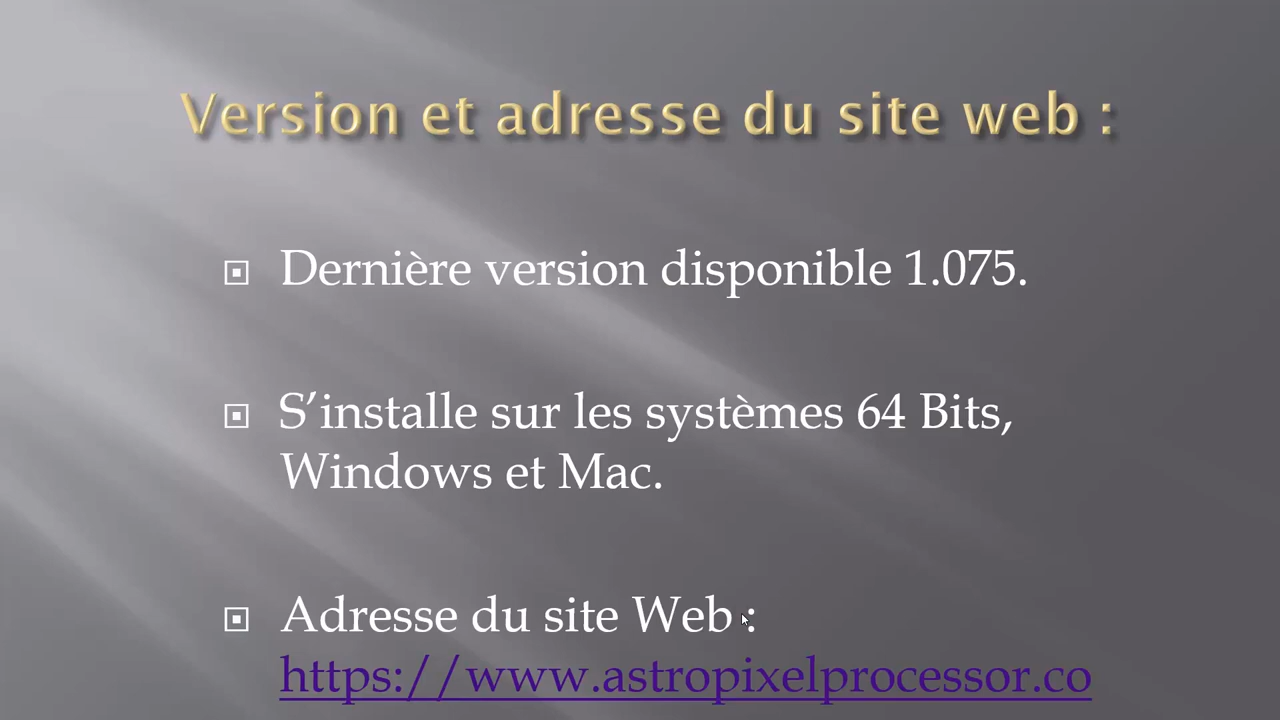 Version et adresse du site web :
Dernière version disponible 1.075.
S’installe sur les systèmes 64 Bits,
Windows et Mac.
Adresse du site Web :
https://www.astropixelprocessor.co